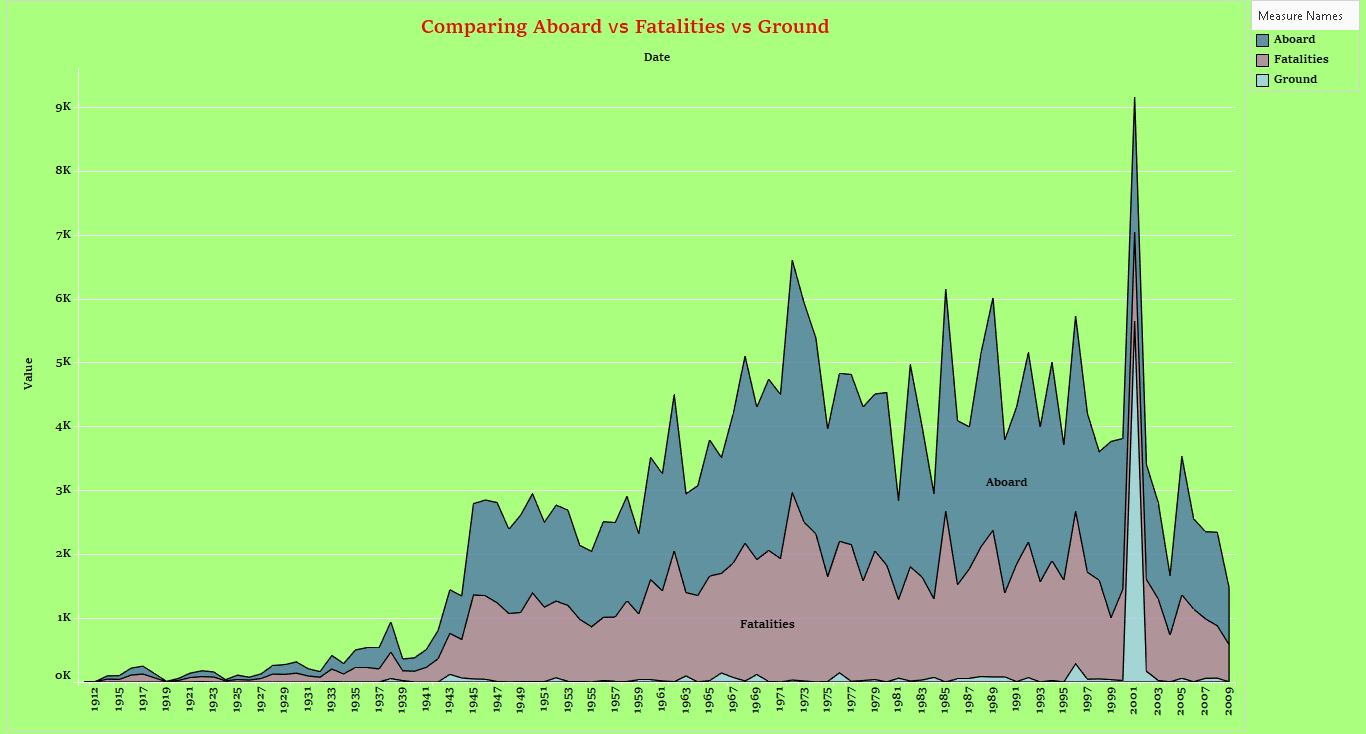 Comparing Aboard vs Fatalities vs Ground
Date
Measure Names
Aboard
Fatalities
Ground
Value
9K
8K
7K
6K
5K
4K
3K
2K
1K
0K
Aboard
Fatalities
1912
1915
1917
1919
1921
1923
1925
1927
1929
1931
1933
1935
1937
1939
1941
1943
1945
1947
1949
1951
1953
1955
1957
1959
1961
1963
1965
1967
1969
1971
1973
1975
1977
1979
1981
1983
1985
1987
1989
1991
1993
1995
1997
1999
2001
2003
2005
2007
2009